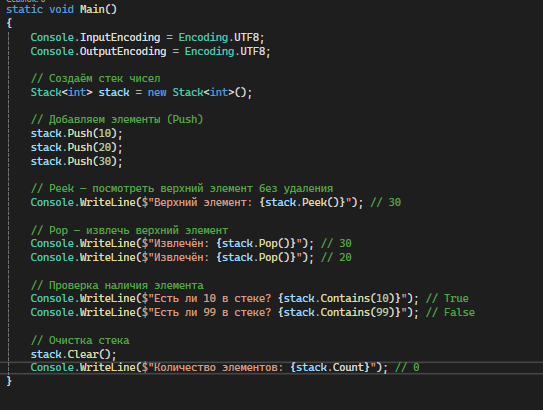 static void Main()
{
Console.InputEncoding = Encoding.UTF8;
Console.OutputEncoding = Encoding.UTF8;
// Создаём стек чисел
Stack<int> stack = new Stack<int>();
// Добавляем элементы (Push)
stack.Push(10);
stack.Push(20);
stack.Push(30);
// Peek — посмотреть верхний элемент без удаления
Console.WriteLine($"Верхний элемент: {stack.Peek()}"); // 30
// Pop — извлечь верхний элемент
Console.WriteLine($"Извлечён: {stack.Pop()}"); // 30
Console.WriteLine($"Извлечён: {stack.Pop()}"); // 20
// Проверка наличия элемента
Console.WriteLine($"Есть ли 10 в стеке? {stack.Contains(10)}"); // True
Console.WriteLine($"Есть ли 99 в стеке? {stack.Contains(99)}"); // False
// Очистка стека
stack.Clear();
Console.WriteLine($"Количество элементов: {stack.Count}"); // 0
}